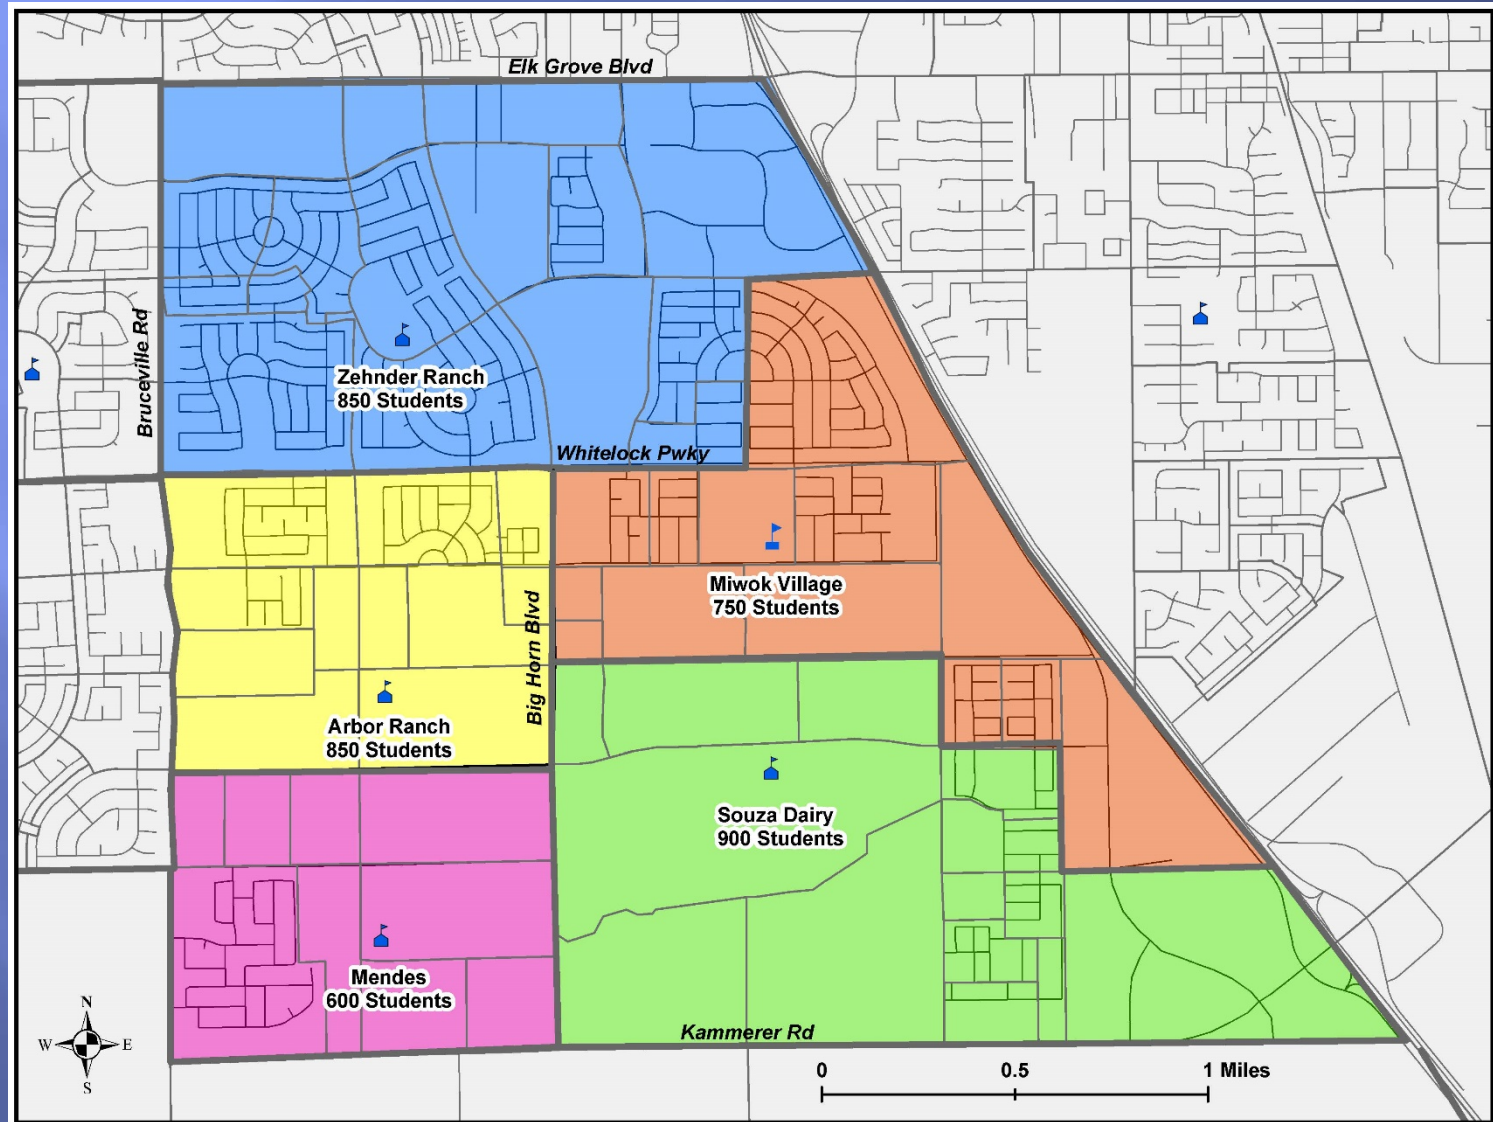 Elk Grove Blvd
Bruceville Rd
Zehnder Ranch
850 Students
Whitelock Pwky
Miwok Village
750 Students
Big Horn Blvd
Arbor Ranch
850 Students
Souza Dairy
900 Students
Mendes
600 Students
N
W E
S
Kammerer Rd
0 0.5 1 Miles